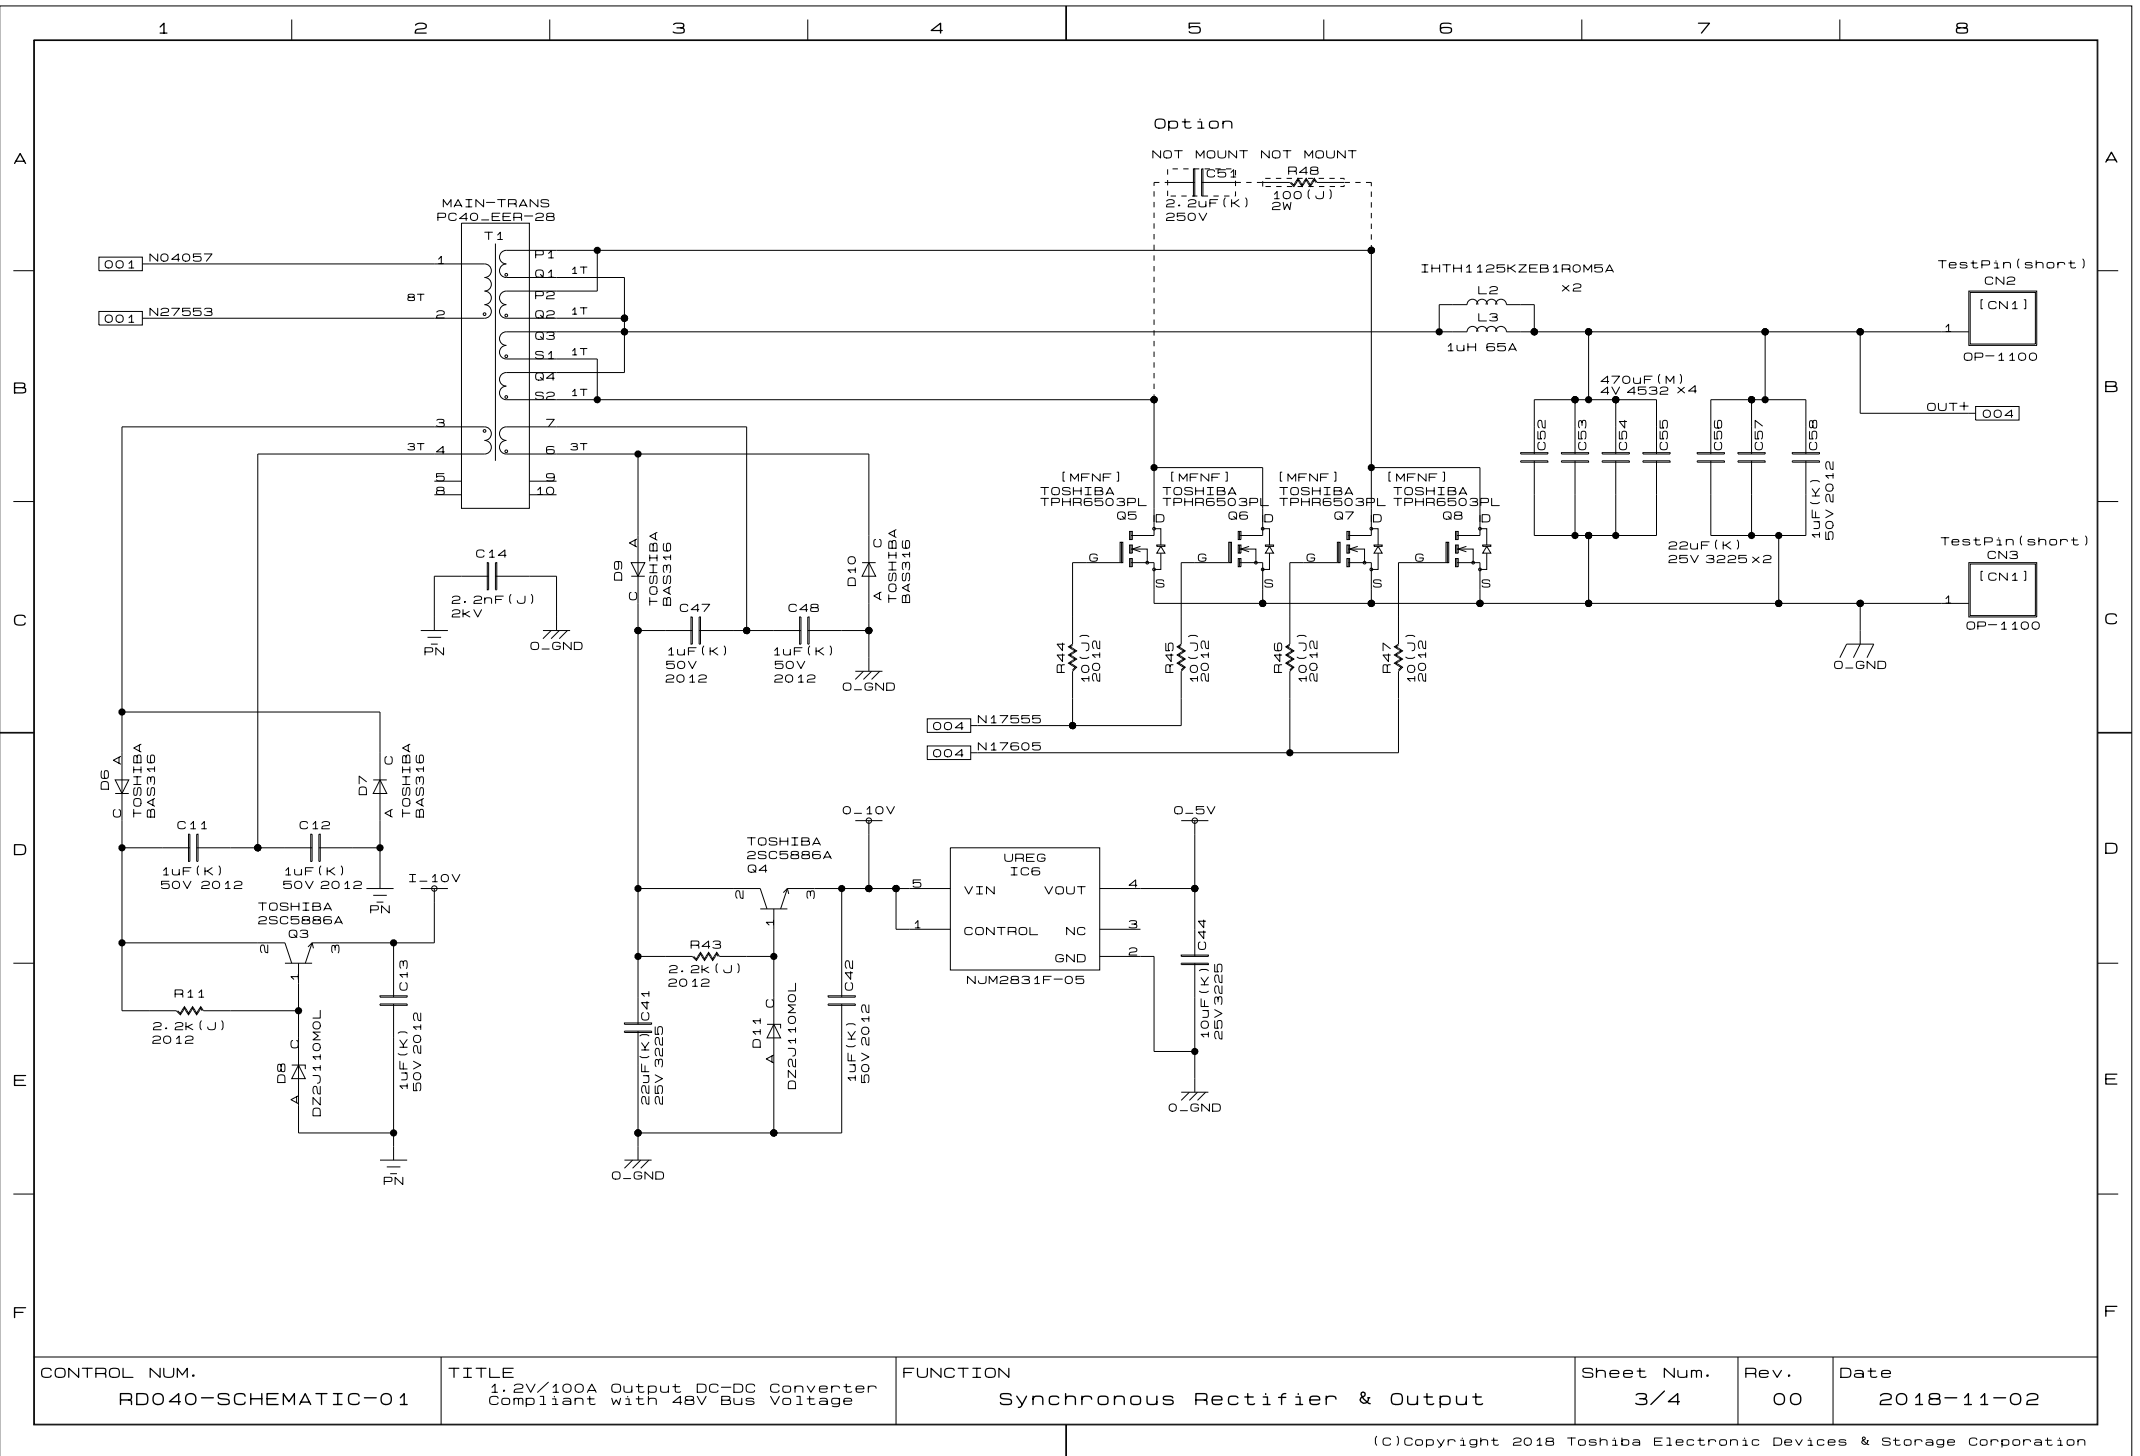 1 2 3 4 5 6 7 8
A
B
C
D
E
F
A
B
C
D
E
F
Option
NOT MOUNT NOT MOUNT
C51
2.2uF(K)
250V
R48
100(J)
2W
MAIN-TRANS
PC40_EER-28
T1
001 N04057
001 N27553
1
2
3
4
5
8
8T
3T
P1
Q1 1T
P2
Q2 1T
Q3
S1 1T
Q4
S2 1T
7
6 3T
9
10
IHTH1125KZEB1R0M5A
x2
L2
L3
1uH 65A
TestPin(short)
CN2
[CN1]
1
OP-1100
470uF(M)
4V 4532 x4
C52
C53
C54
C55
C56
C57
C58
1uF(K)
50V 2012
22uF(K)
25V 3225 x2
OUT+ 004
TestPin(short)
CN3
[CN1]
1
OP-1100
O_GND
[MFNF]
TOSHIBA
TPHR6503PL
Q5
D
G
S
[MFNF]
TOSHIBA
TPHR6503PL
Q6
D
G
[MFNF]
TOSHIBA
TPHR6503PL
Q7
D
G
S
[MFNF]
TOSHIBA
TPHR6503PL
Q8
D
G
S
R44
10(J)
2012
R45
10(J)
2012
R46
10(J)
2012
R47
10(J)
2012
004 N17555
004 N17605
C14
2.2nF(J)
2kV
PN
O_GND
D9
A
C
TOSHIBA
BAS316
D10
C
A
TOSHIBA
BAS316
C47
1uF(K)
50V
2012
C48
1uF(K)
50V
2012
O_GND
D6
A
C
TOSHIBA
BAS316
D7
C
A
TOSHIBA
BAS316
C11
1uF(K)
50V 2012
C12
1uF(K)
50V 2012
PN
I_10V
TOSHIBA
2SC5886A
Q3
2
3
1
R11
2.2k(J)
2012
D8
C
A
DZ2J110M0L
C13
1uF(K)
50V 2012
PN
TOSHIBA
2SC5886A
Q4
2
3
1
R43
2.2k(J)
2012
C41
22uF(K)
25V 3225
D11
C
A
DZ2J110M0L
C42
1uF(K)
50V 2012
O_GND
O_10V
UREG
IC6
5 VIN VOUT 4
1 CONTROL NC 3
GND 2
NJM2831F-05
O_5V
C44
10uF(K)
25V 3225
O_GND
CONTROL NUM.
RD040-SCHEMATIC-01
TITLE
1.2V/100A Output DC-DC Converter
Compliant with 48V Bus Voltage
FUNCTION
Synchronous Rectifier & Output
Sheet Num.
3/4
Rev.
00
Date
2018-11-02
(C)Copyright 2018 Toshiba Electronic Devices & Storage Corporation